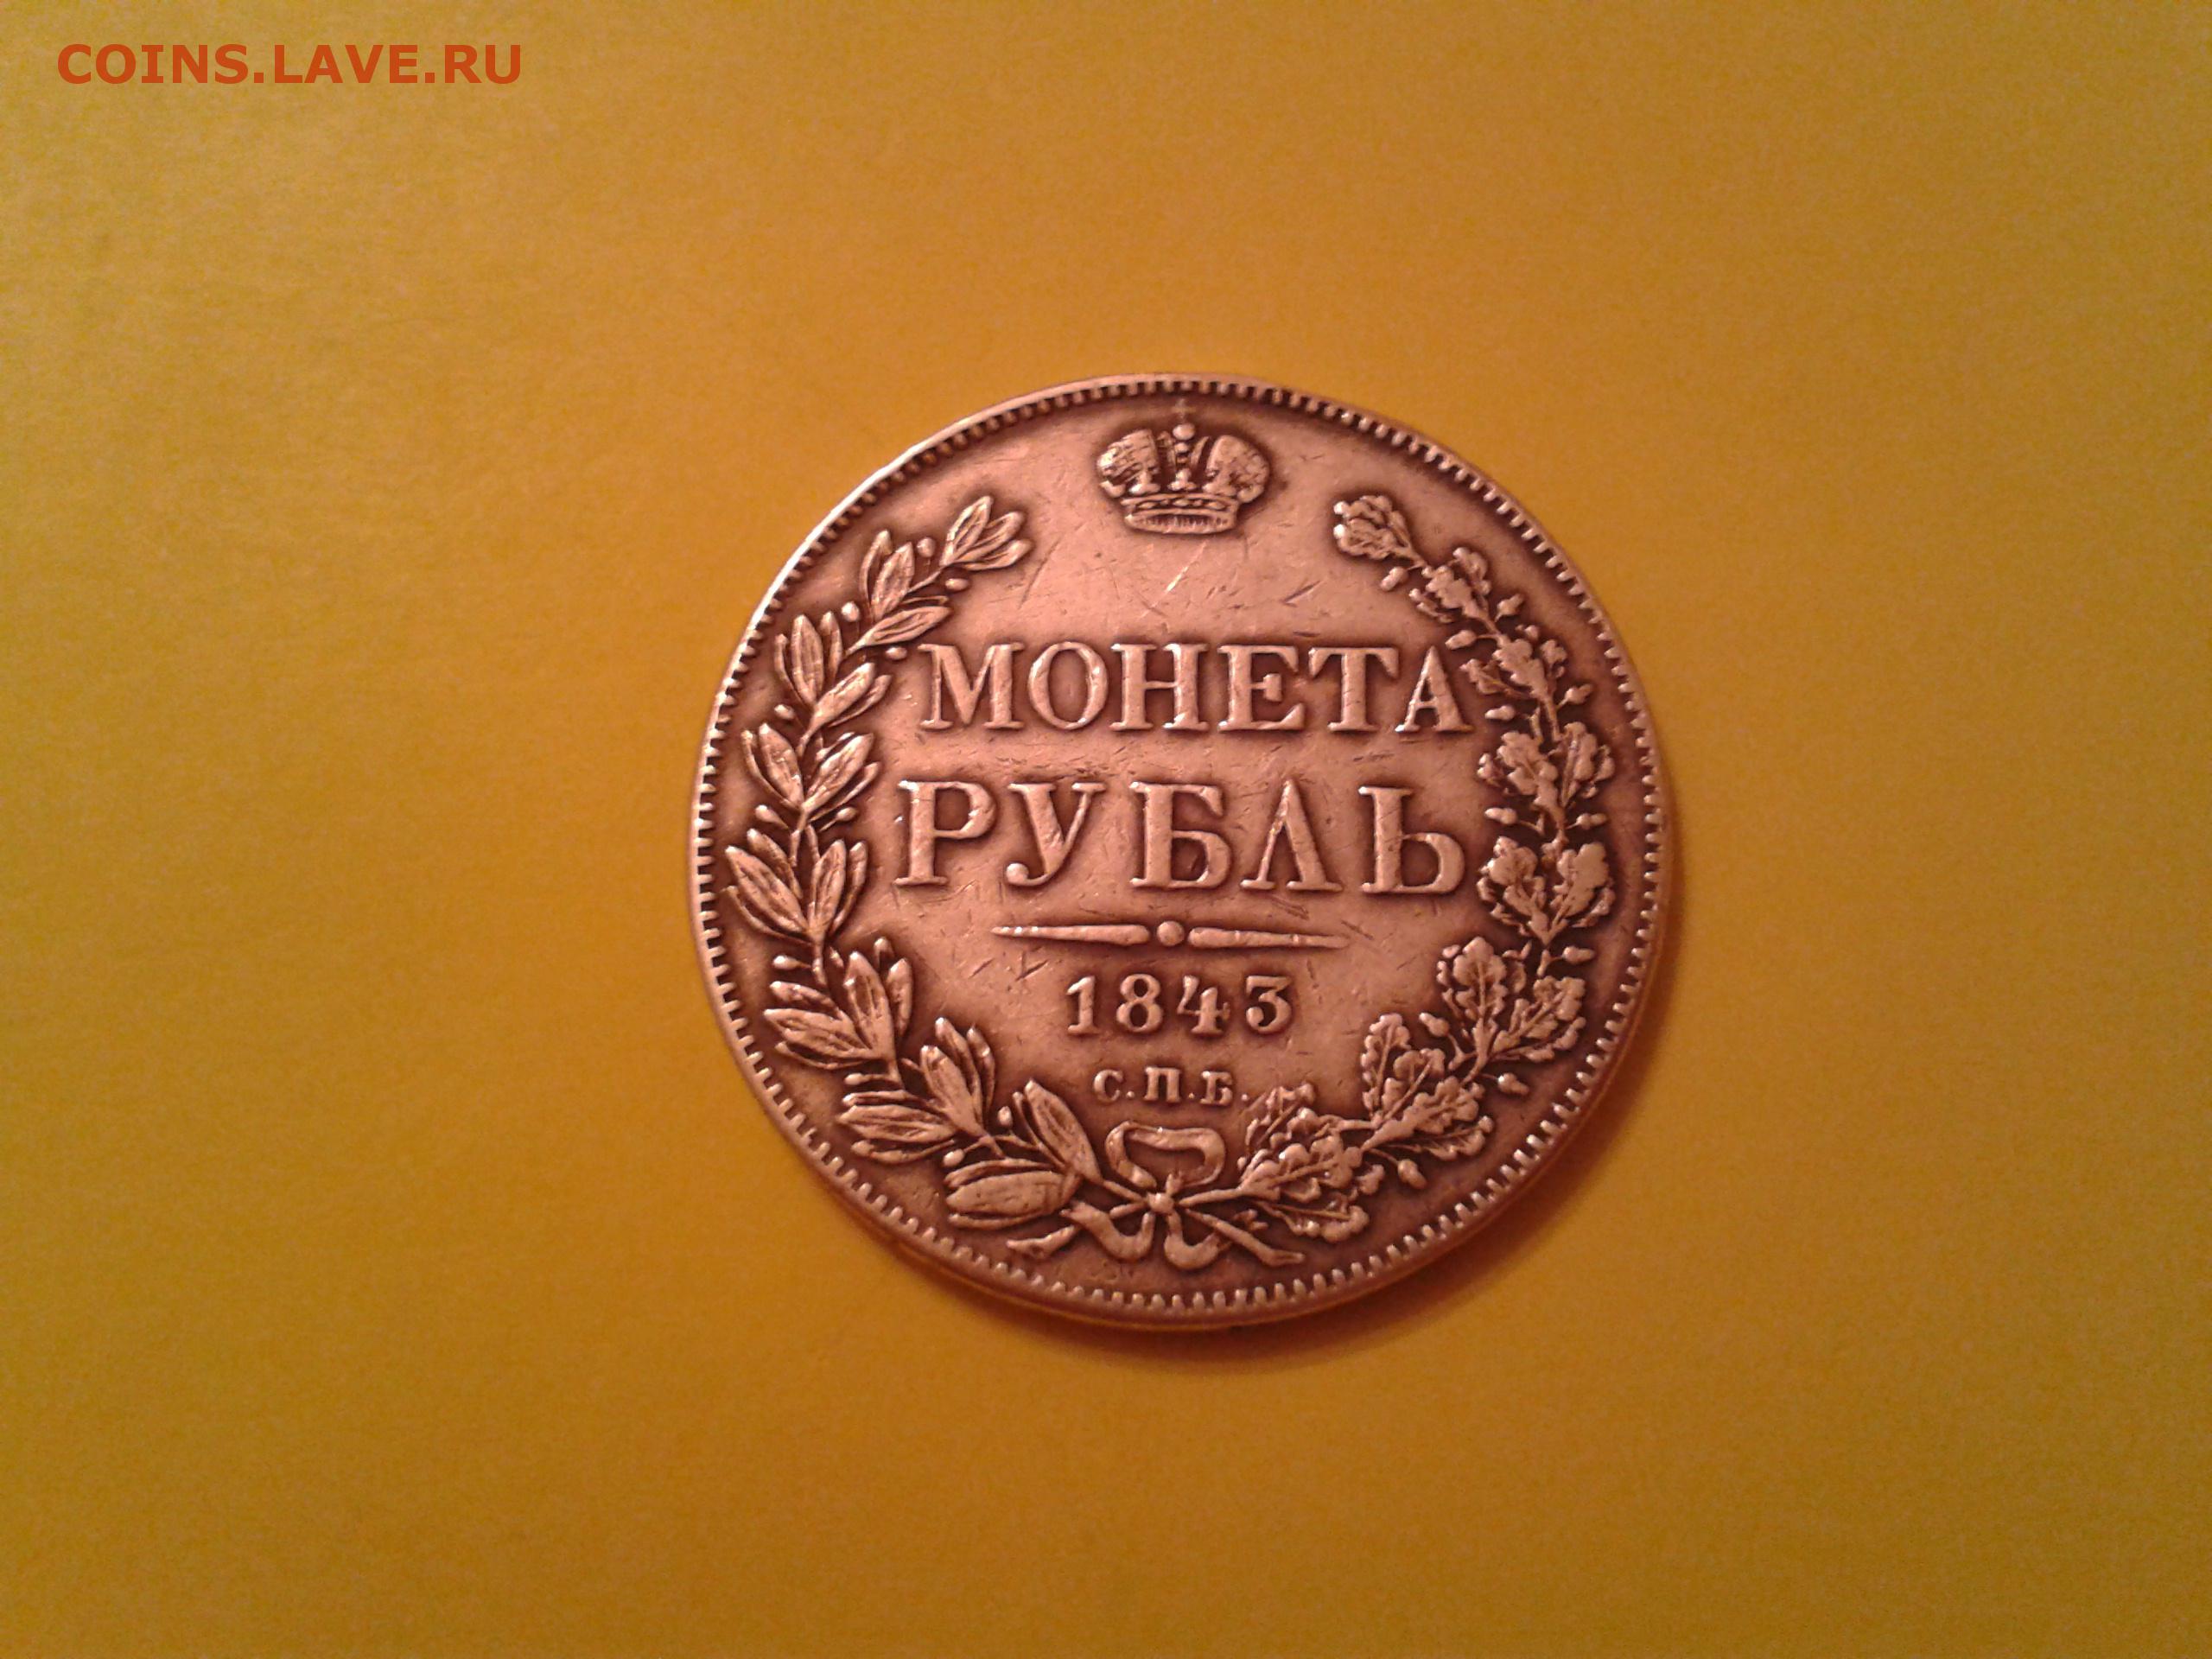 COINS.LAVE.RU
МОНЕТА
РУБЛЬ
1843
С.П.Б.